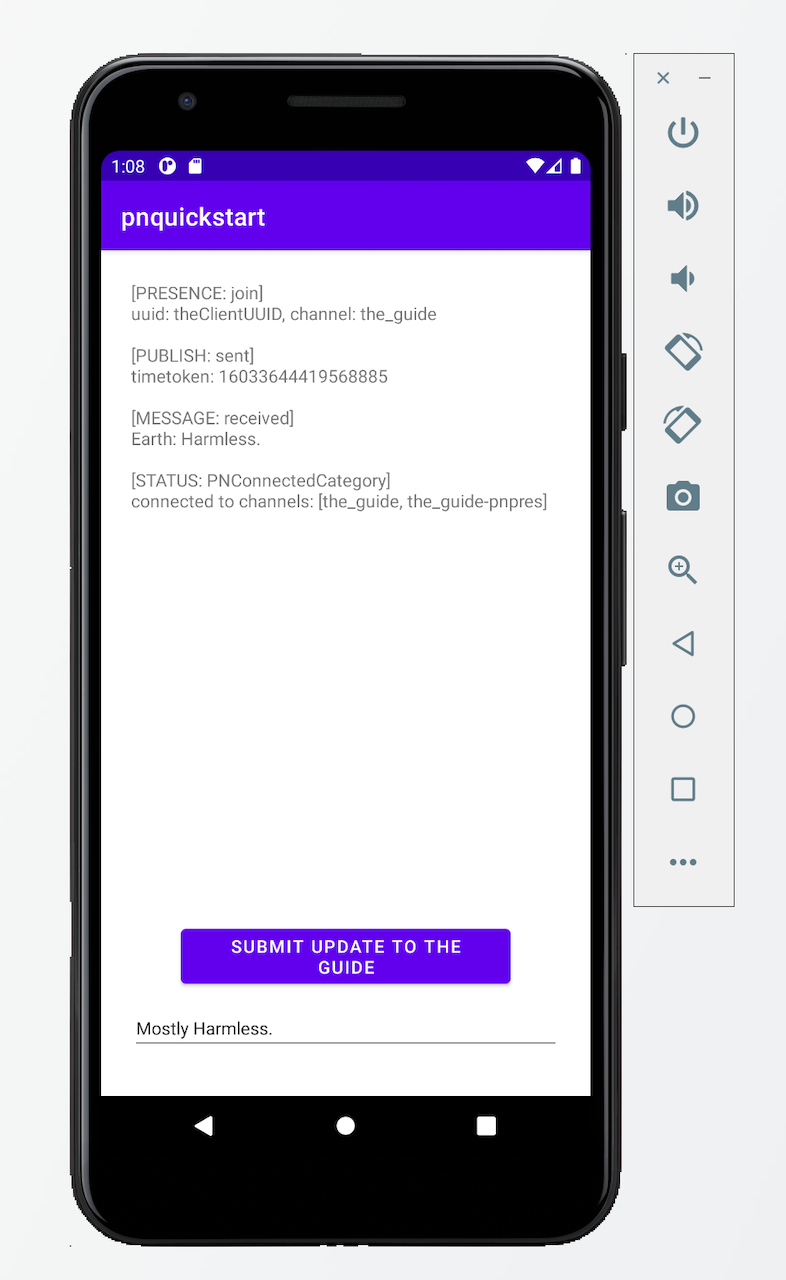 1:08
pnquickstart
[PRESENCE: join]
uuid: theClientUUID, channel: the_guide
[PUBLISH: sent]
timetoken: 16033644419568885
[MESSAGE: received]
Earth: Harmless.
[STATUS: PNConnectedCategory]
connected to channels: [the_guide, the_guide-pnpres]
SUBMIT UPDATE TO THE
GUIDE
Mostly Harmless.